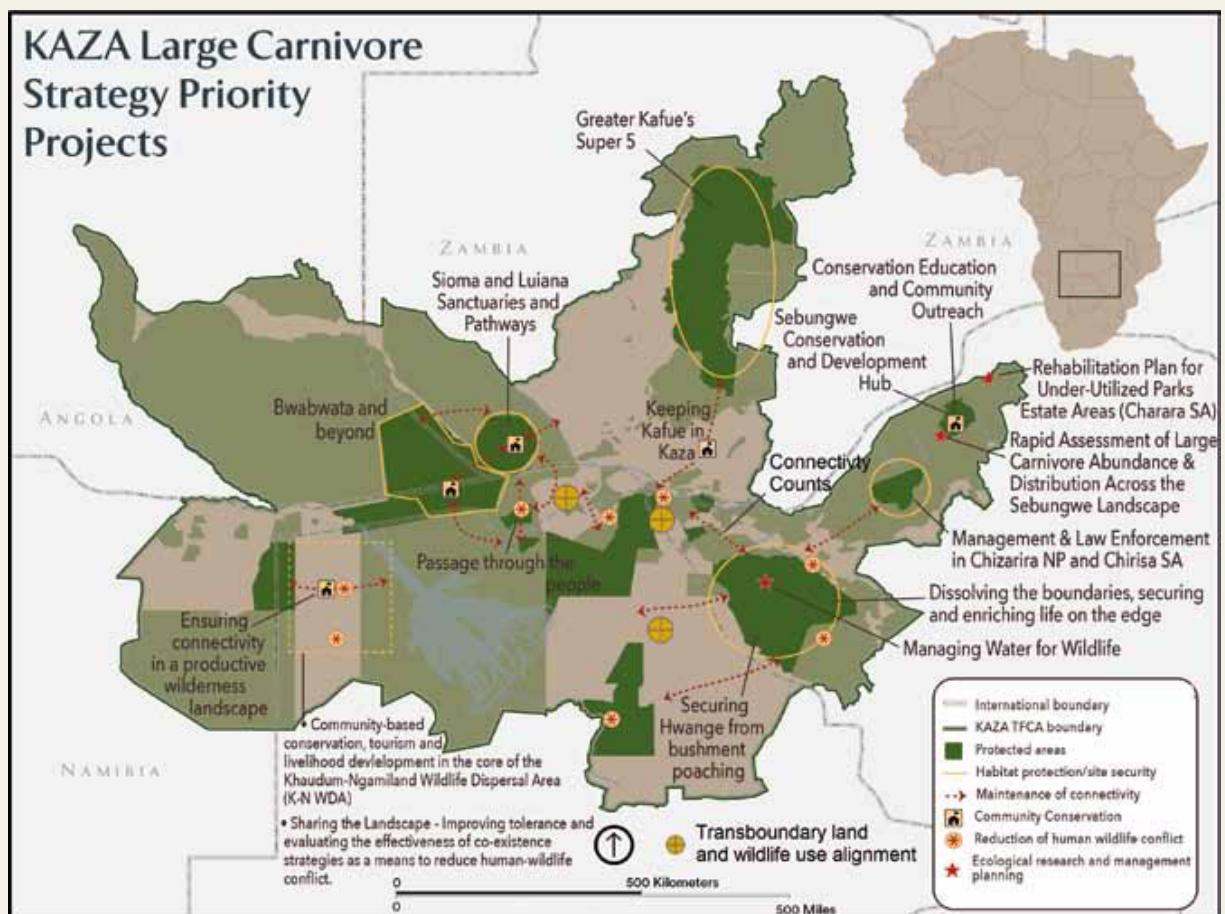 KAZA Large Carnivore
Strategy Priority
Projects
Greater Kafue's
Super 5
ZAMBIA
ZAMBIA
Sioma and Luiana
Sanctuaries and
Pathways
Conservation Education
and Community
Outreach
Sebungwe
Conservation
and Development
Hub
Rehabilitation Plan for
Under-Utilized Parks
Estate Areas (Charara SA)
ANGOLA
Bwabwata and
beyond
Keeping
Kafue in
Kaza
Rapid Assessment of Large
Carnivore Abundance &
Distribution Across the
Sebungwe Landscape
Connectivty
Counts
Management & Law Enforcement
in Chizarira NP and Chirisa SA
Passage through the
people
Dissolving the boundaries, securing
and enriching life on the edge
Ensuring
connectivity
in a productive
wilderness
landscape
Managing Water for Wildlife
Securing
Hwange from
bushment
poaching
NAMIBIA
• Community-based
conservation, tourism and
livelihood devlelopment in the core of the
Khaudum-Ngamiland Wildlife Dispersal Area
(K-N WDA)
• Sharing the Landscape - Improving tolerance and
evaluating the effectiveness of co-existence
strategies as a means to reduce human-wildlife
conflict.
Transboundary land
and wildlife use alignment
0 500 Kilometers
0 500 Miles
International boundary
KAZA TFCA boundary
Protected areas
Habitat protection/site security
Maintenance of connectivity
Community Conservation
Reduction of human wildlife conflict
Ecological research and management
planning